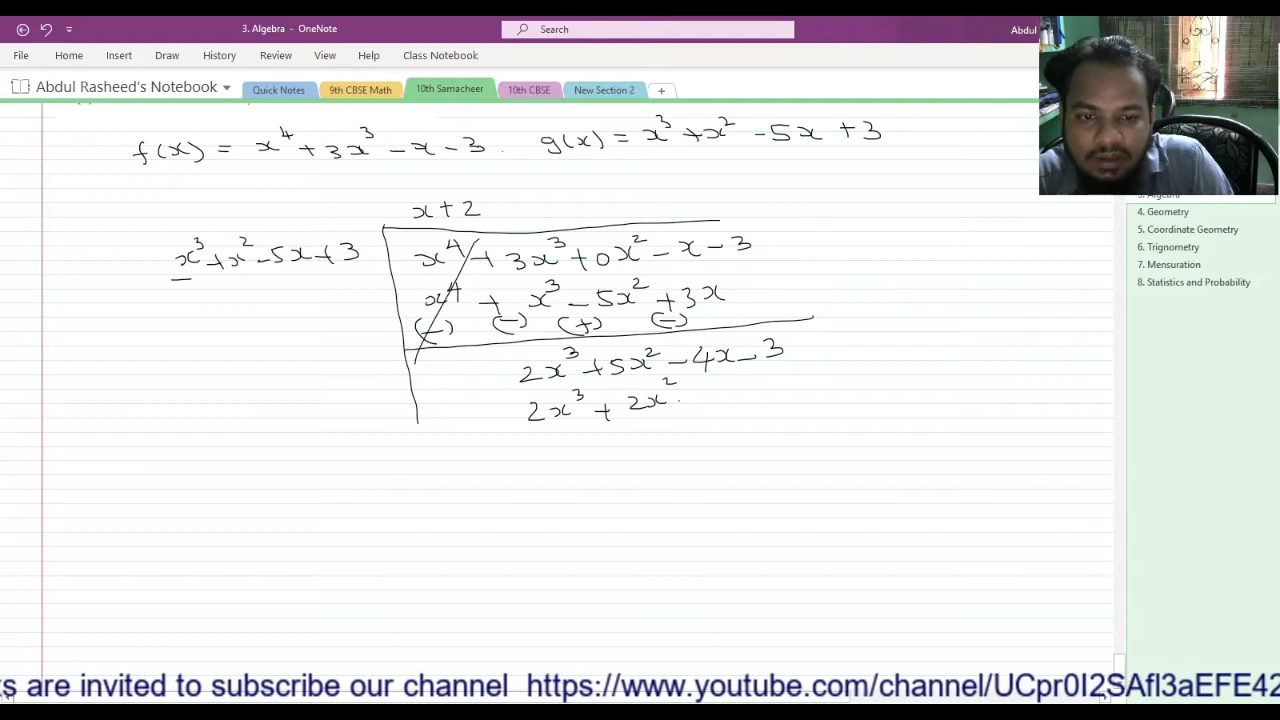 3. Algebra - OneNote
Search
Abdul
File Home Insert Draw History Review View Help Class Notebook
Abdul Rasheed's Notebook
Quick Notes 9th CBSE Math 10th Samacheer 10th CBSE New Section 2 +
f(x) = x⁴ + 3x³ - x - 3. g(x) = x³ + x² - 5x + 3
x + 2
x³ + x² - 5x + 3 x⁴ + 3x³ + 0x² - x - 3
x⁴ + x³ - 5x² + 3x
(-) (-) (+) (-)
2x³ + 5x² - 4x - 3
2x³ + 2x²
3. Algebra
4. Geometry
5. Coordinate Geometry
6. Trignometry
7. Mensuration
8. Statistics and Probability
ts are invited to subscribe our channel https://www.youtube.com/channel/UCpr0I2SAfl3aEFE42